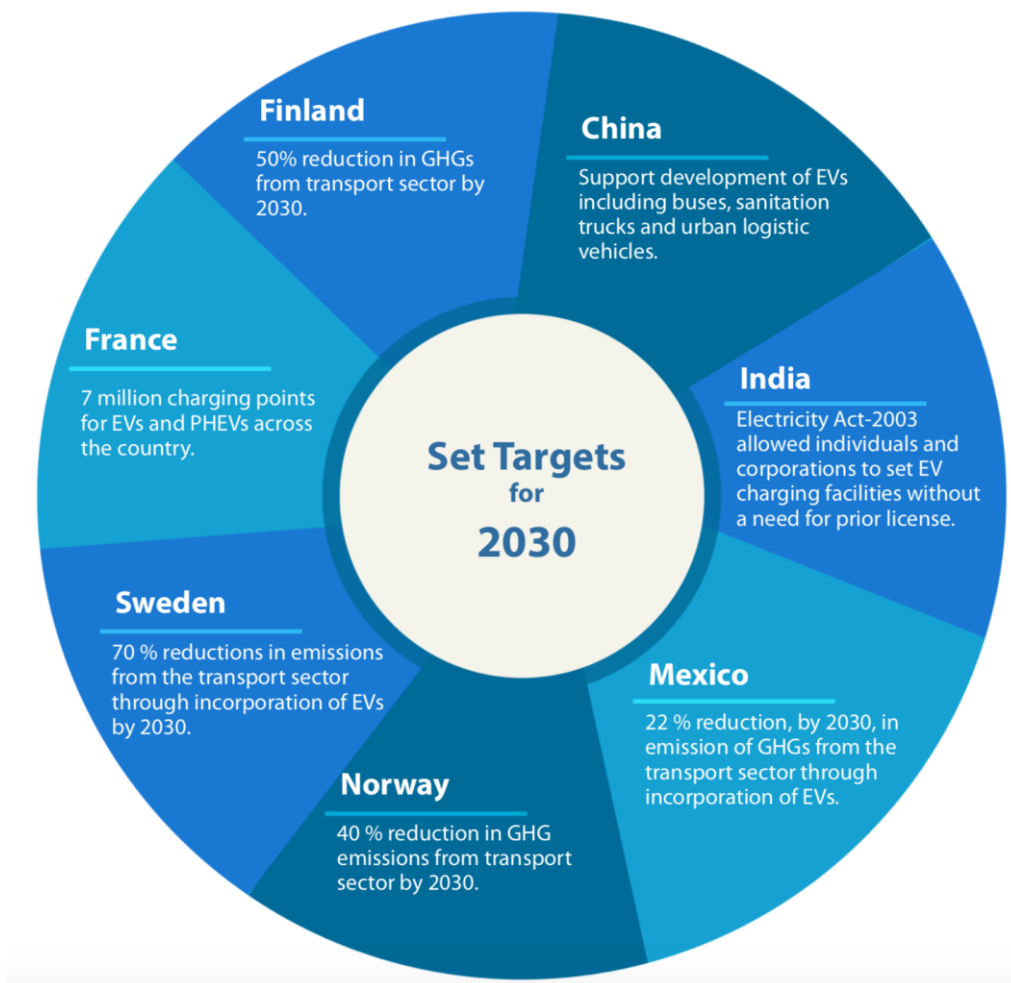 Set Targets
for
2030
China
Support development of EVs
including buses, sanitation
trucks and urban logistic
vehicles.
India
Electricity Act-2003
allowed individuals and
corporations to set EV
charging facilities without
a need for prior license.
Mexico
22 % reduction, by 2030, in
emission of GHGs from the
transport sector through
incorporation of EVs.
Norway
40 % reduction in GHG
emissions from transport
sector by 2030.
Sweden
70 % reductions in emissions
from the transport sector
through incorporation of EVs
by 2030.
France
7 million charging points
for EVs and PHEVs across
the country.
Finland
50% reduction in GHGs
from transport sector by
2030.